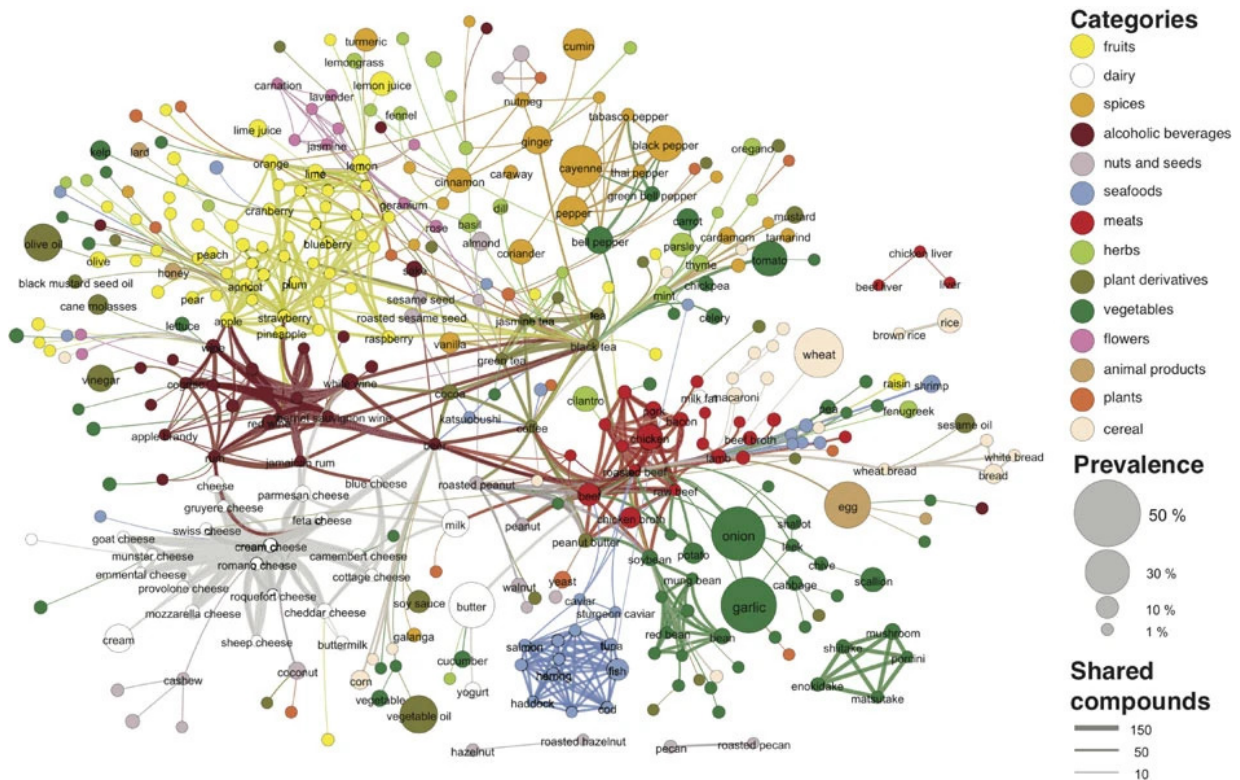 Categories
fruits
dairy
spices
alcoholic beverages
nuts and seeds
seafoods
meats
herbs
plant derivatives
vegetables
flowers
animal products
plants
cereal
Prevalence
50 %
30 %
10 %
1 %
Shared
compounds
150
50
10
turmeric
cumin
lemongrass
lemon juice
carnation
lavender
nutmeg
fennel
tabasco pepper
lime juice
jasmine
ginger
black pepper
oregano
kelp
lard
orange
lemon
lime
cinnamon
caraway
cayenne
thai pepper
green bell pepper
cranberry
geranium
dill
pepper
carrot
mustard
rose
basil
almond
bell pepper
parsley
cardamom
tamarind
olive oil
blueberry
coriander
tomato
olive
peach
honey
sake
thyme
chicken liver
black mustard seed oil
apricot
plum
sesame seed
mint
chickpea
beef liver
liver
cane molasses
pear
roasted sesame seed
jasmine tea
tea
celery
lettuce
apple
strawberry
pineapple
raspberry
vanilla
black tea
brown rice
rice
wine
green tea
wheat
vinegar
cognac
white wine
cocoa
cilantro
milk fat
macaroni
raisin
shrimp
cabernet sauvignon wine
red wine
katsuobushi
pork
bacon
pea
fenugreek
apple brandy
beer
coffee
chicken
beef broth
sesame oil
rum
jamaican rum
lamb
white bread
cheese
blue cheese
roasted beef
wheat bread
bread
parmesan cheese
roasted peanut
beef
raw beef
gruyere cheese
feta cheese
milk
peanut
chicken broth
egg
swiss cheese
goat cheese
cream cheese
camembert cheese
peanut butter
onion
shallot
munster cheese
romano cheese
soybean
potato
leek
emmental cheese
cottage cheese
yeast
mung bean
chive
provolone cheese
roquefort cheese
walnut
cabbage
scallion
mozzarella cheese
cheddar cheese
soy sauce
butter
caviar
sturgeon caviar
garlic
cream
sheep cheese
buttermilk
galanga
salmon
tuna
red bean
bean
mushroom
shiitake
porcini
cucumber
herring
fish
cashew
coconut
corn
vegetable
yogurt
haddock
cod
enokidake
matsutake
vegetable oil
hazelnut
roasted hazelnut
pecan
roasted pecan